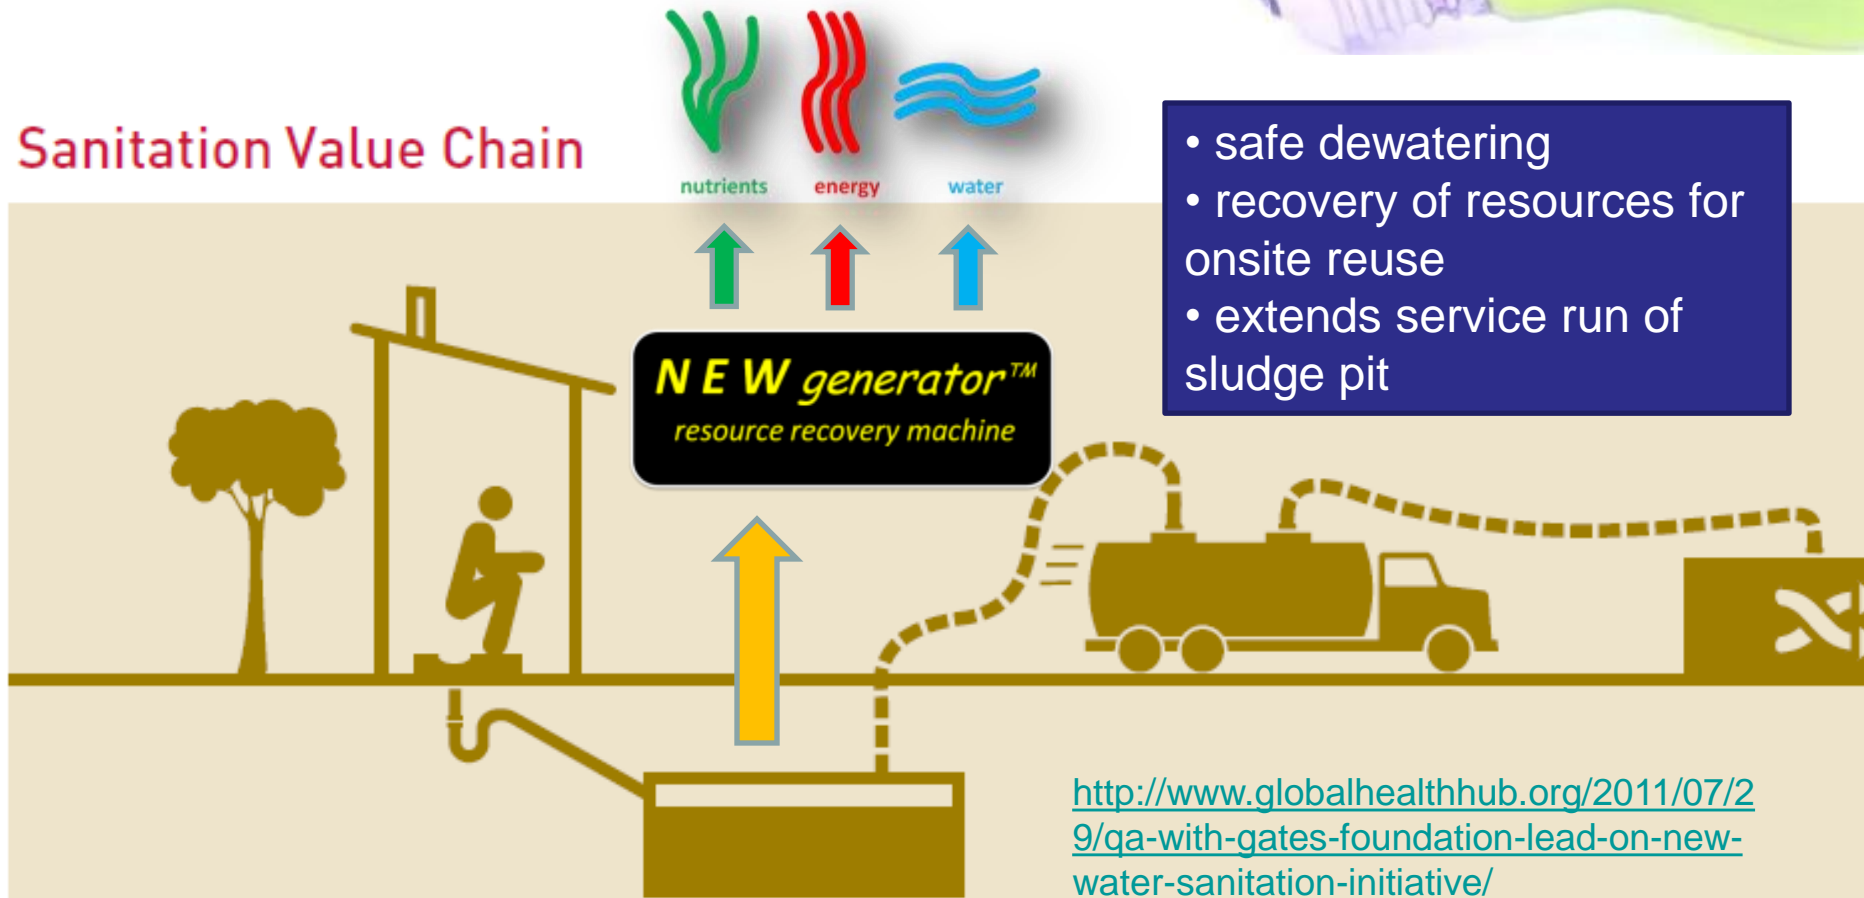 Sanitation Value Chain
nutrients energy water
• safe dewatering
• recovery of resources for
onsite reuse
• extends service run of
sludge pit
N E W generator™
resource recovery machine
http://www.globalhealthhub.org/2011/07/2
9/qa-with-gates-foundation-lead-on-new-
water-sanitation-initiative/